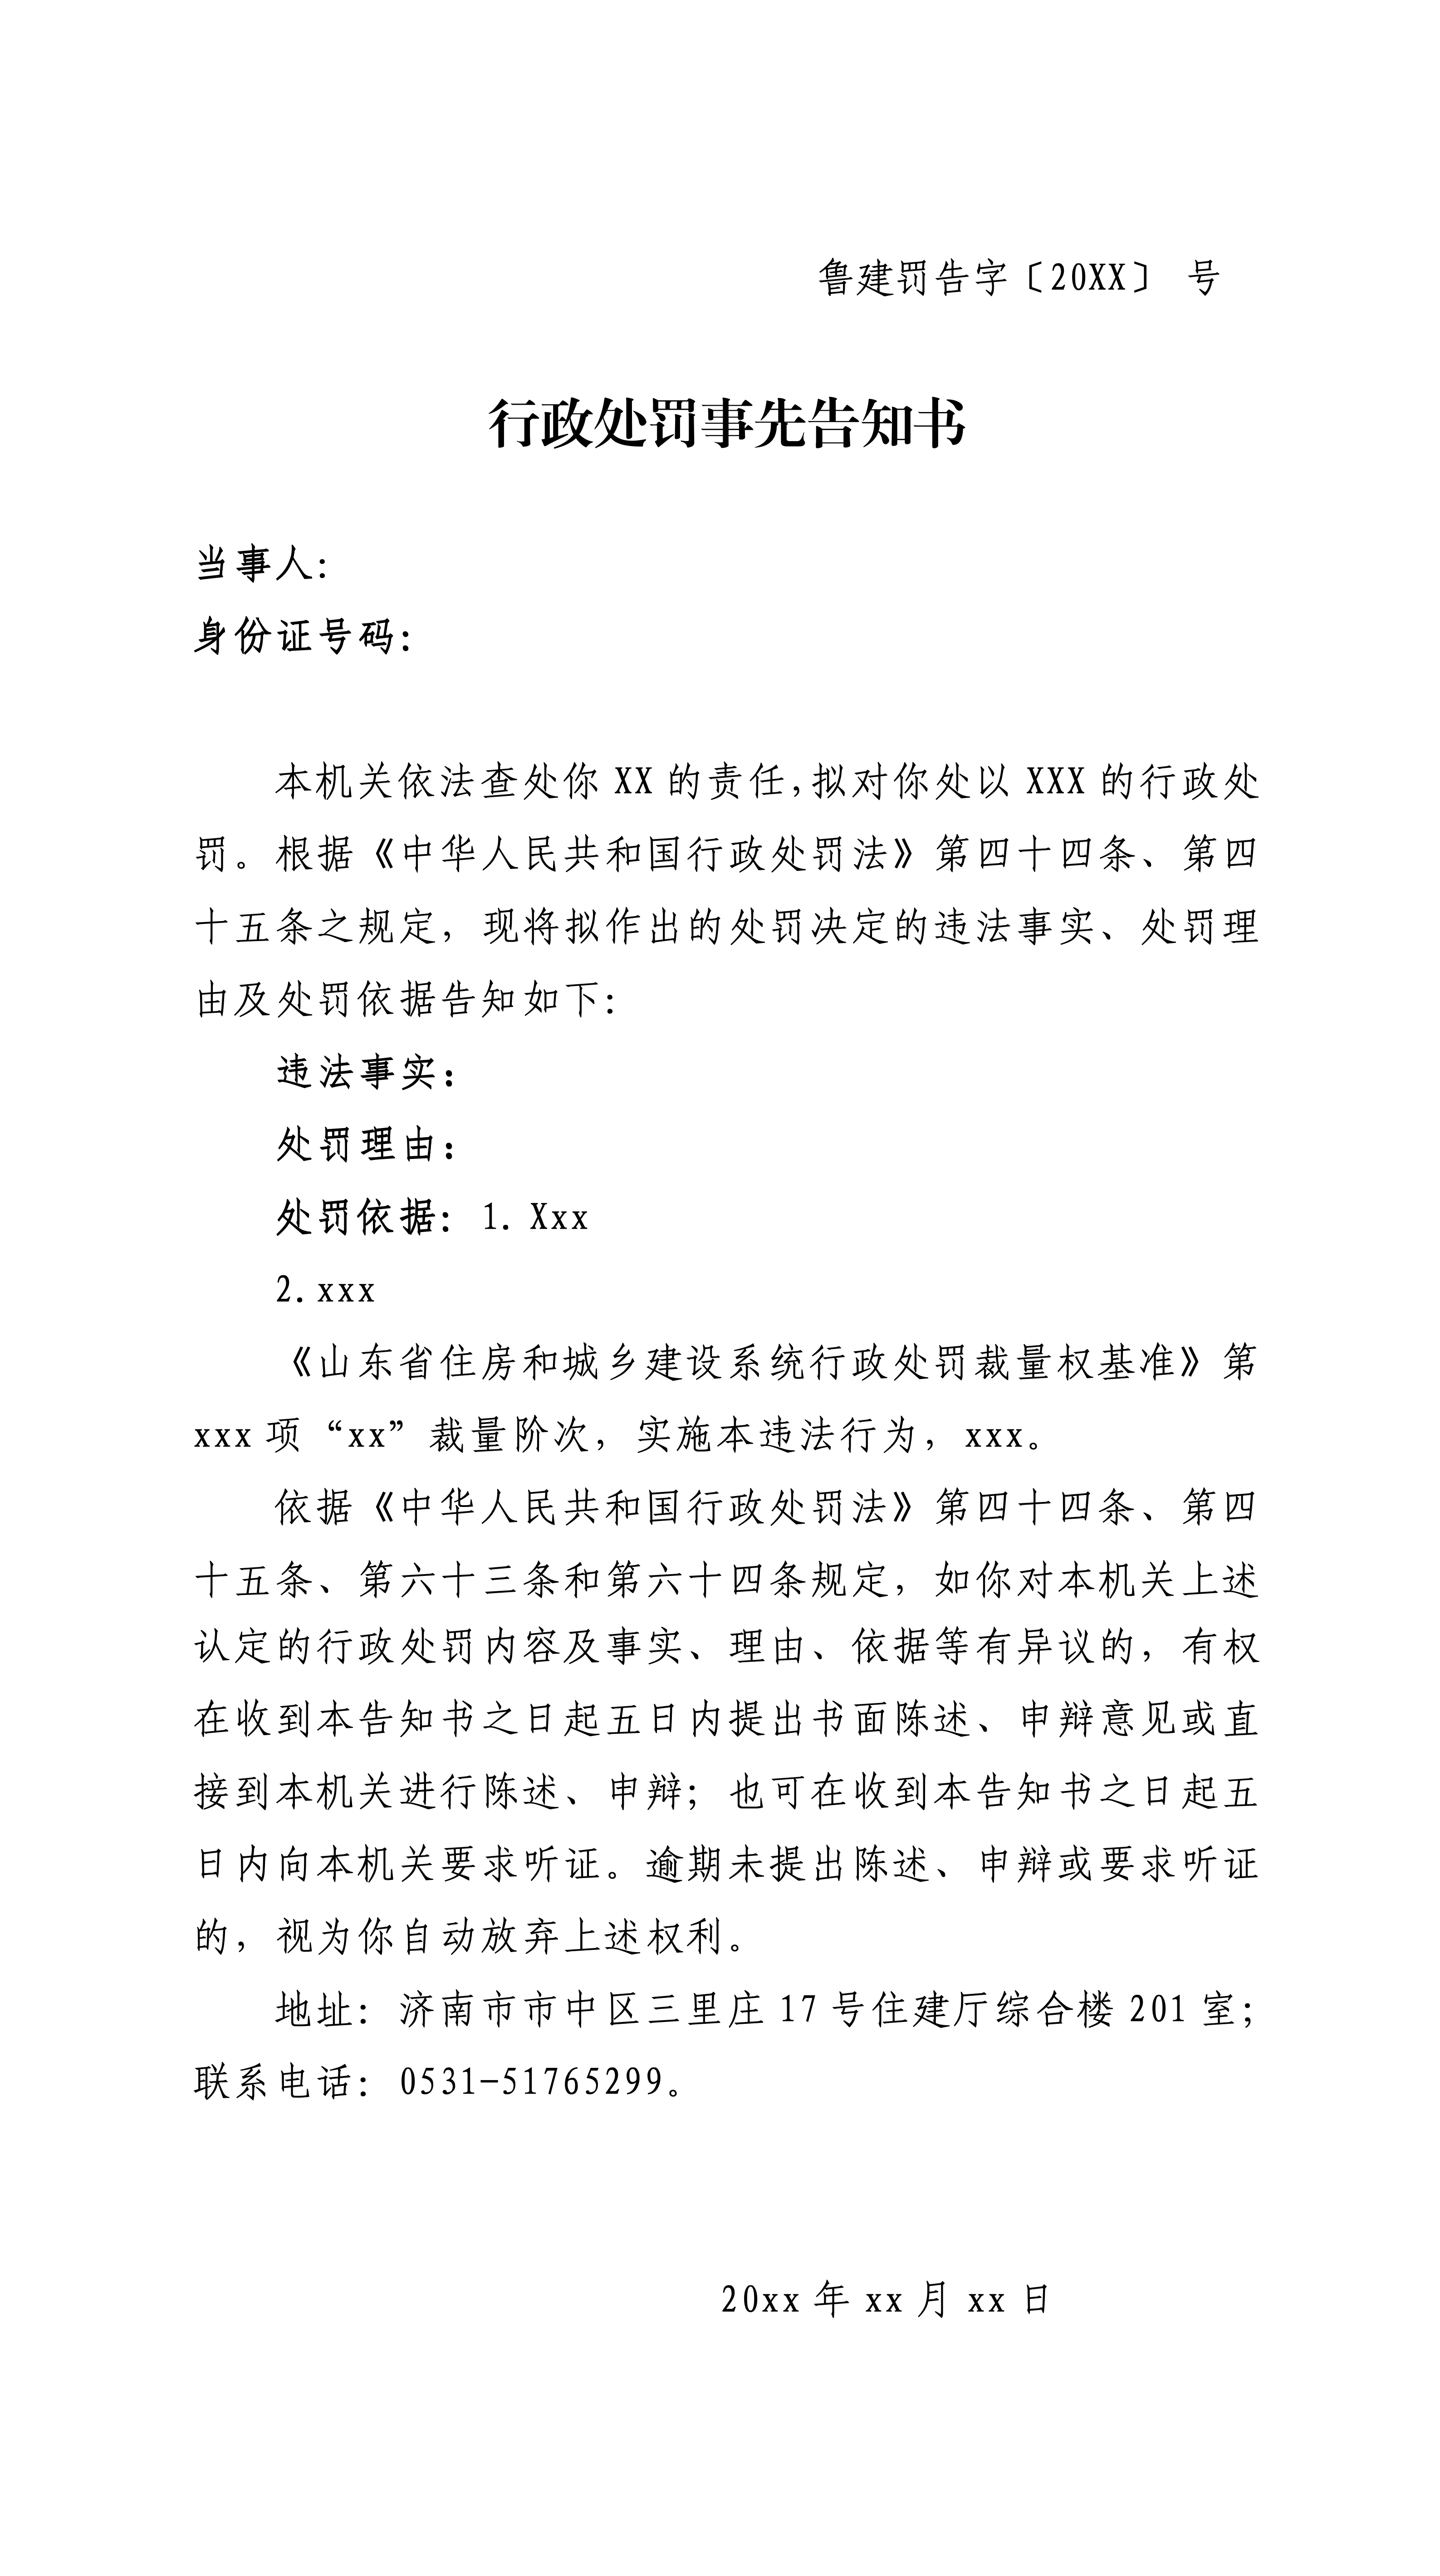 鲁建罚告字〔20XX〕 号
行政处罚事先告知书
当事人：
身份证号码：
本机关依法查处你 XX 的责任,拟对你处以 XXX 的行政处
罚。根据《中华人民共和国行政处罚法》第四十四条、第四
十五条之规定，现将拟作出的处罚决定的违法事实、处罚理
由及处罚依据告知如下：
违法事实：
处罚理由：
处罚依据：1. Xxx
2.xxx
《山东省住房和城乡建设系统行政处罚裁量权基准》第
xxx 项“xx”裁量阶次，实施本违法行为，xxx。
依据《中华人民共和国行政处罚法》第四十四条、第四
十五条、第六十三条和第六十四条规定，如你对本机关上述
认定的行政处罚内容及事实、理由、依据等有异议的，有权
在收到本告知书之日起五日内提出书面陈述、申辩意见或直
接到本机关进行陈述、申辩；也可在收到本告知书之日起五
日内向本机关要求听证。逾期未提出陈述、申辩或要求听证
的，视为你自动放弃上述权利。
地址：济南市市中区三里庄 17 号住建厅综合楼 201 室；
联系电话：0531-51765299。
20xx 年 xx 月 xx 日